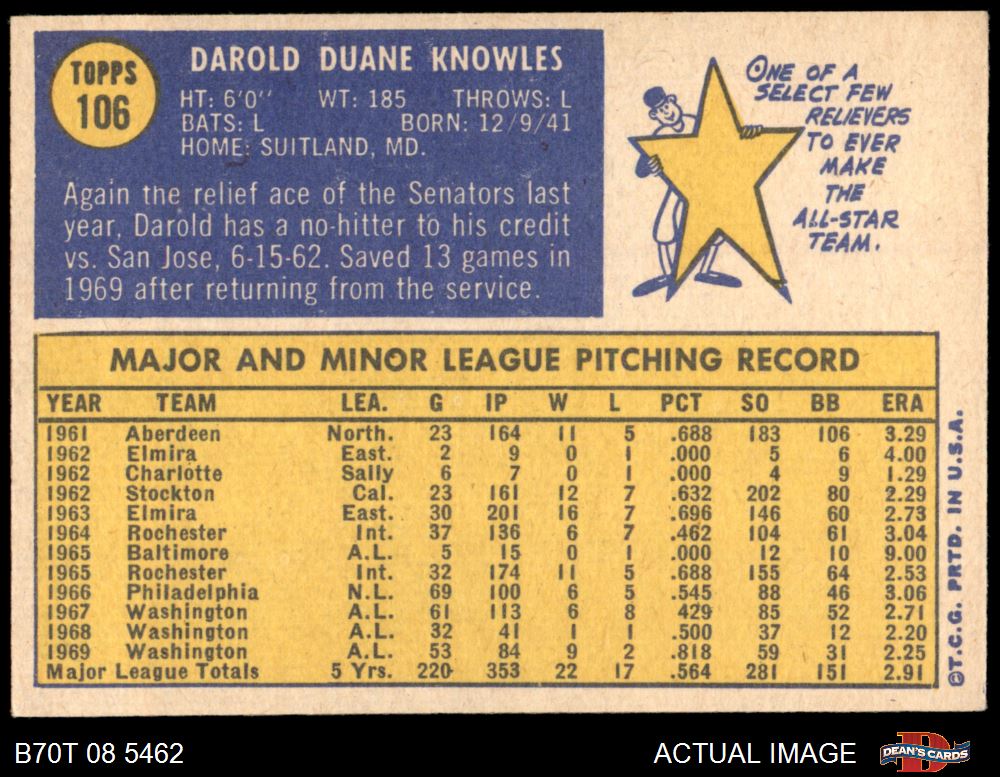 TOPPS
106
DAROLD DUANE KNOWLES
HT: 6'0" WT: 185 THROWS: L
BATS: L BORN: 12/9/41
HOME: SUITLAND, MD.
Again the relief ace of the Senators last
year, Darold has a no-hitter to his credit
vs. San Jose, 6-15-62. Saved 13 games in
1969 after returning from the service.
ONE OF A
SELECT FEW
RELIEVERS
TO EVER
MAKE
THE
ALL-STAR
TEAM.
MAJOR AND MINOR LEAGUE PITCHING RECORD
YEAR TEAM LEA. G IP W L PCT SO BB ERA
1961 Aberdeen North. 23 164 11 5 .688 183 106 3.29
1962 Elmira East. 2 9 0 1 .000 5 6 4.00
1962 Charlotte Sally 6 7 0 1 .000 4 9 1.29
1962 Stockton Cal. 23 161 12 7 .632 202 80 2.29
1963 Elmira East. 30 201 16 7 .696 146 60 2.73
1964 Rochester Int. 37 136 6 7 .462 104 61 3.04
1965 Baltimore A.L. 5 15 0 1 .000 12 10 9.00
1965 Rochester Int. 32 174 11 5 .688 155 64 2.53
1966 Philadelphia N.L. 69 100 6 5 .545 88 46 3.06
1967 Washington A.L. 61 113 6 8 429 85 52 2.71
1968 Washington A.L. 32 41 1 1 .500 37 12 2.20
1969 Washington A.L. 53 84 9 2 .818 59 31 2.25
Major League Totals 5 Yrs. 220 353 22 17 .564 281 151 2.91
©T.C.G. PRTD. IN U.S.A.
B70T 08 5462
ACTUAL IMAGE
D
DEAN'S CARDS